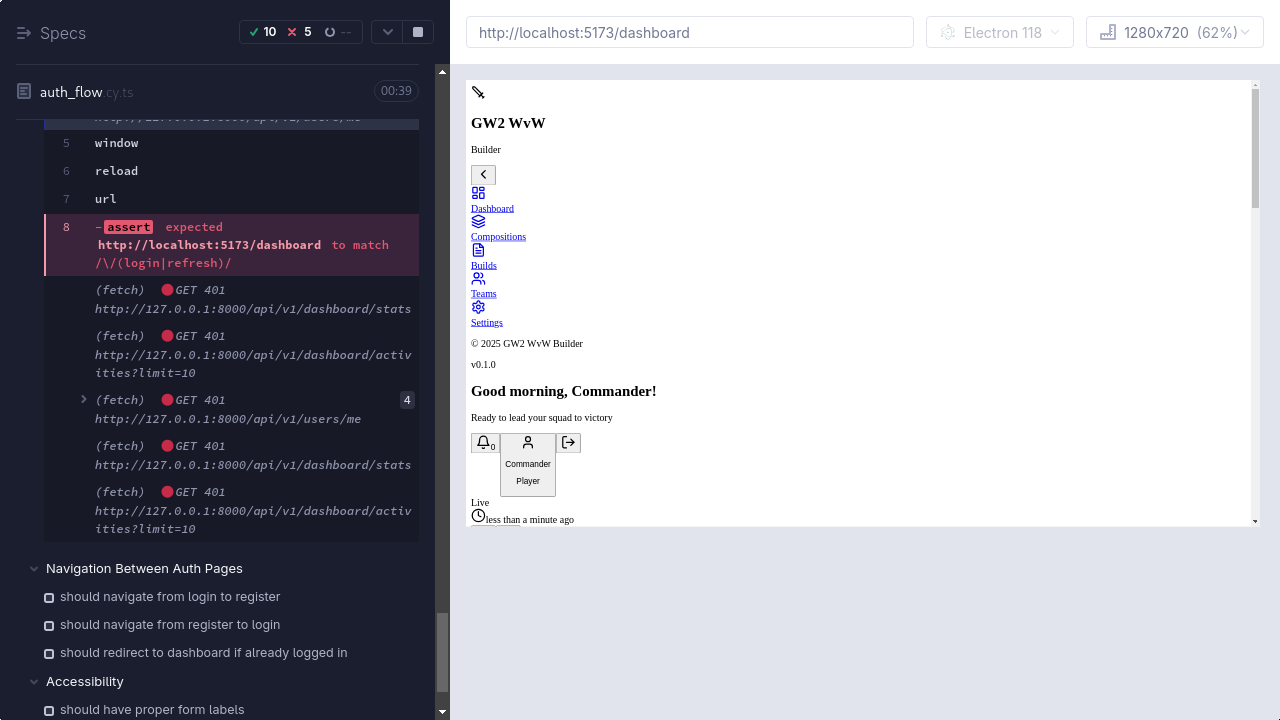 Specs
10
5
--
auth_flow.cy.ts
00:39
5 window
6 reload
7 url
8 -assert expected
http://localhost:5173/dashboard to match
/\/(login|refresh)/
(fetch) GET 401
http://127.0.0.1:8000/api/v1/dashboard/stats
(fetch) GET 401
http://127.0.0.1:8000/api/v1/dashboard/activ
ities?limit=10
(fetch) GET 401 4
http://127.0.0.1:8000/api/v1/users/me
(fetch) GET 401
http://127.0.0.1:8000/api/v1/dashboard/stats
(fetch) GET 401
http://127.0.0.1:8000/api/v1/dashboard/activ
ities?limit=10
Navigation Between Auth Pages
should navigate from login to register
should navigate from register to login
should redirect to dashboard if already logged in
Accessibility
should have proper form labels
http://localhost:5173/dashboard
Electron 118
1280x720 (62%)
GW2 WvW
Builder
Dashboard
Compositions
Builds
Teams
Settings
© 2025 GW2 WvW Builder
v0.1.0
Good morning, Commander!
Ready to lead your squad to victory
0
Commander
Player
Live
less than a minute ago